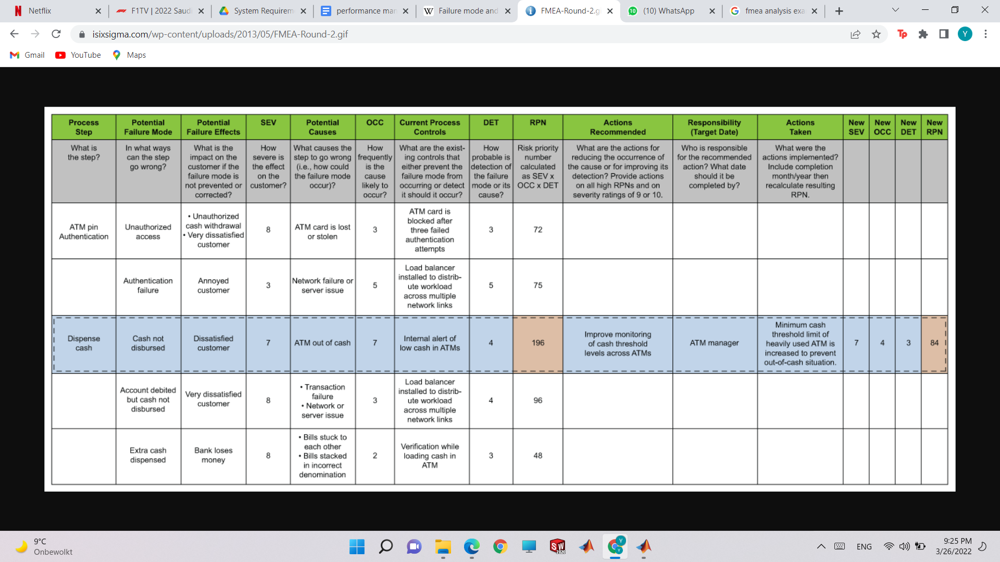 Netflix
F1TV | 2022 Saudi
System Requirem
performance man
Failure mode and
FMEA-Round-2.gi
(10) WhatsApp
fmea analysis exa
isixsigma.com/wp-content/uploads/2013/05/FMEA-Round-2.gif
Gmail
YouTube
Maps
Process
Step
Potential
Failure Mode
Potential
Failure Effects
SEV
Potential
Causes
OCC
Current Process
Controls
DET
RPN
Actions
Recommended
Responsibility
(Target Date)
Actions
Taken
New
SEV
New
OCC
New
DET
New
RPN
What is
the step?
In what ways
can the step
go wrong?
What is the
impact on the
customer if the
failure mode is
not prevented or
corrected?
How
severe is
the effect
on the
customer?
What causes the
step to go wrong
(i.e., how could
the failure mode
occur)?
How
frequently
is the
cause
likely to
occur?
What are the exist-
ing controls that
either prevent the
failure mode from
occurring or detect
it should it occur?
How
probable is
detection of
the failure
mode or its
cause?
Risk priority
number
calculated
as SEV x
OCC x DET
What are the actions for
reducing the occurrence of
the cause or for improving its
detection? Provide actions
on all high RPNs and on
severity ratings of 9 or 10.
Who is responsible
for the recommended
action? What date
should it be
completed by?
What were the
actions implemented?
Include completion
month/year then
recalculate resulting
RPN.
ATM pin
Authentication
Unauthorized
access
• Unauthorized
cash withdrawal
• Very dissatisfied
customer
8
ATM card is lost
or stolen
3
ATM card is
blocked after
three failed
authentication
attempts
3
72
Authentication
failure
Annoyed
customer
3
Network failure or
server issue
5
Load balancer
installed to distrib-
ute workload
across multiple
network links
5
75
Dispense
cash
Cash not
disbursed
Dissatisfied
customer
7
ATM out of cash
7
Internal alert of
low cash in ATMs
4
196
Improve monitoring
of cash threshold
levels across ATMs
ATM manager
Minimum cash
threshold limit of
heavily used ATM is
increased to prevent
out-of-cash situation.
7
4
3
84
Account debited
but cash not
disbursed
Very dissatisfied
customer
8
• Transaction
failure
• Network or
server issue
3
Load balancer
installed to distrib-
ute workload
across multiple
network links
4
96
Extra cash
dispensed
Bank loses
money
8
• Bills stuck to
each other
• Bills stacked
in incorrect
denomination
2
Verification while
loading cash in
ATM
3
48
9°C
Onbewolkt
ENG
9:25 PM
3/26/2022